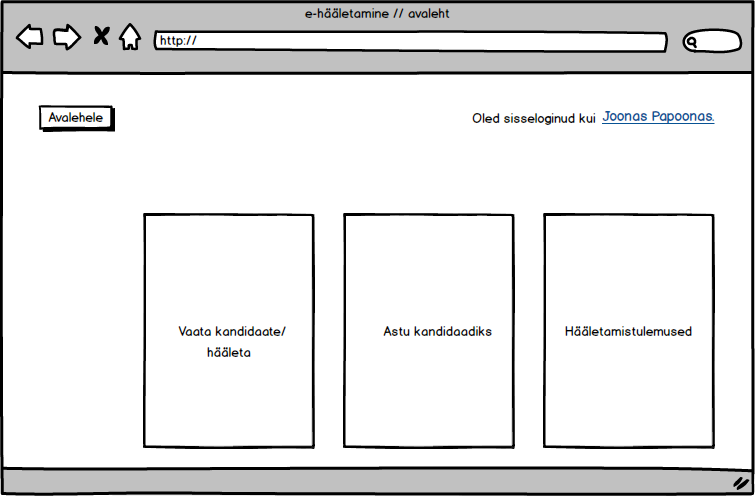 e-hääletamine // avaleht
http://
Avalehele
Oled sisseloginud kui Joonas Papoonas.
Vaata kandidaate/
hääleta
Astu kandidaadiks
Hääletamistulemused